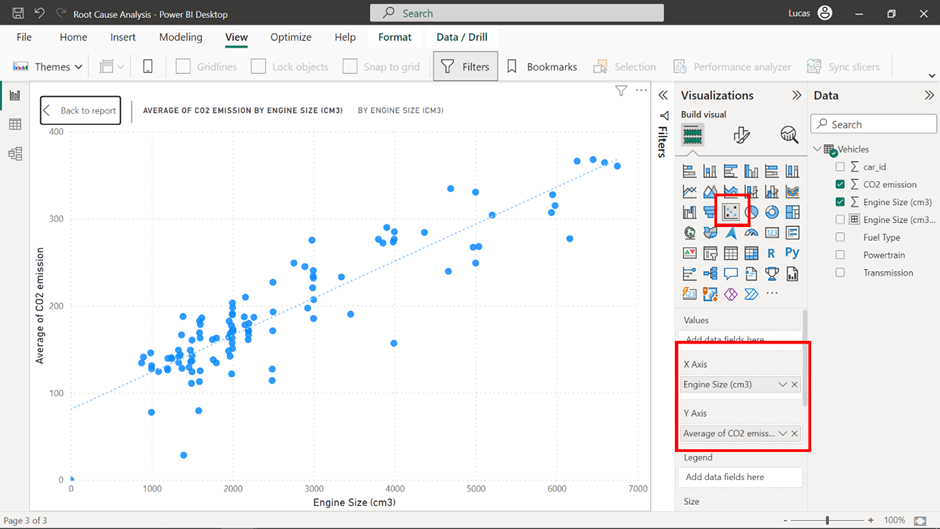 Root Cause Analysis - Power BI Desktop
Search
Lucas
File Home Insert Modeling View Optimize Help Format Data / Drill
Themes Gridlines Lock objects Snap to grid Filters Bookmarks Selection Performance analyzer Sync slicers
Back to report
AVERAGE OF CO2 EMISSION BY ENGINE SIZE (CM3)
BY ENGINE SIZE (CM3)
400
300
200
100
0
Average of CO2 emission
0 1000 2000 3000 4000 5000 6000 7000
Engine Size (cm3)
Filters
Visualizations
Build visual
R Py
Values
Add data fields here
X Axis
Engine Size (cm3)
Y Axis
Average of CO2 emiss...
Legend
Add data fields here
Size
Data
Search
Vehicles
car_id
CO2 emission
Engine Size (cm3)
Engine Size (cm3...
Fuel Type
Powertrain
Transmission
Page 3 of 3
- + 100%